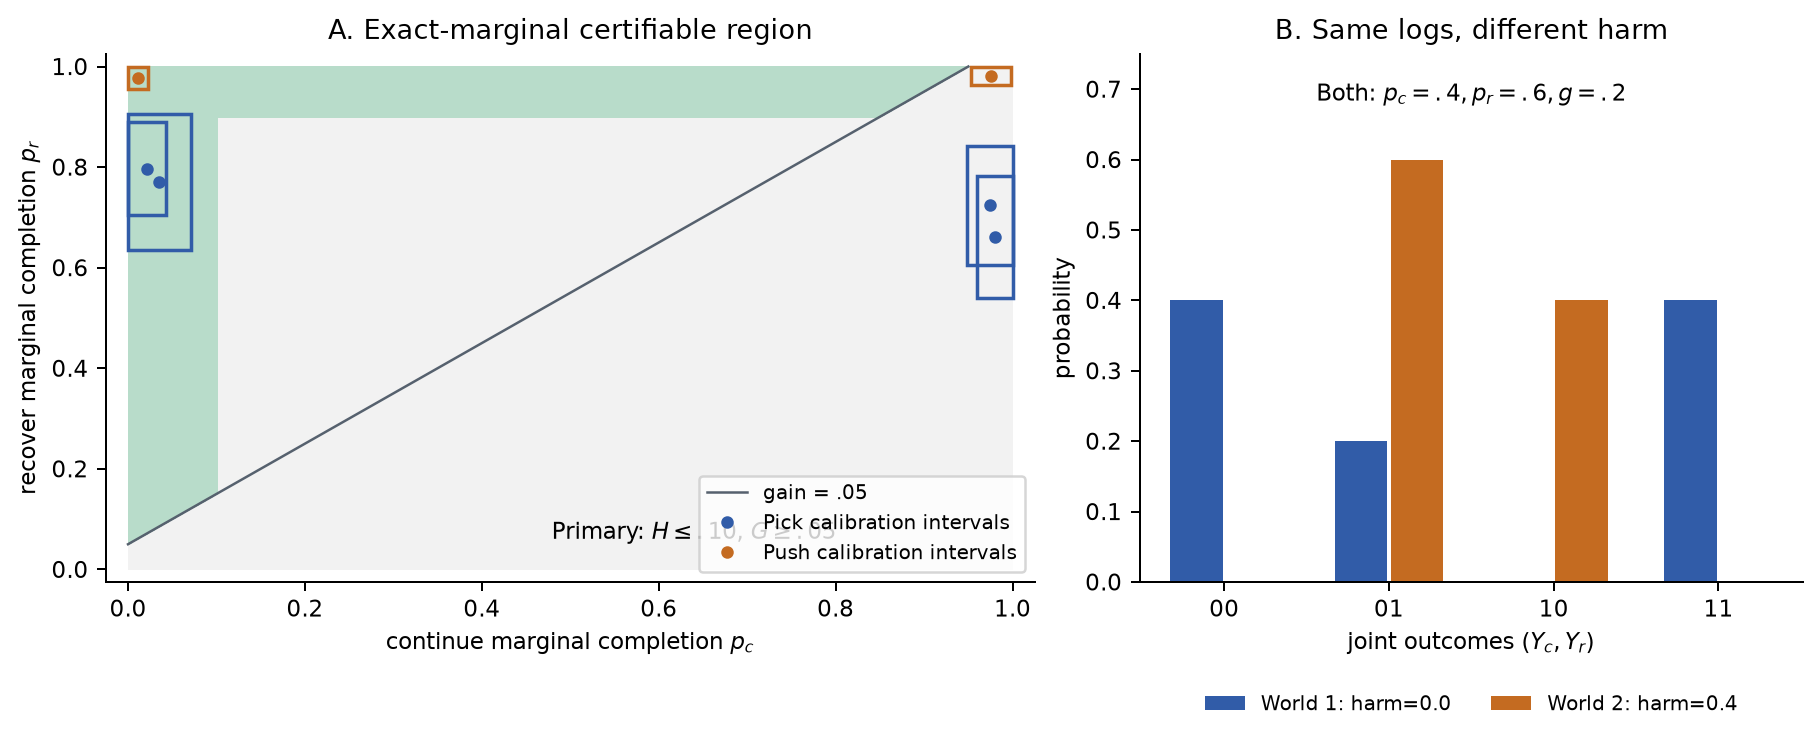 A. Exact-marginal certifiable region
recover marginal completion p_r
1.0
0.8
0.6
0.4
0.2
0.0
Primary: H ≤ .10, G ≥ .05
gain = .05
Pick calibration intervals
Push calibration intervals
0.0 0.2 0.4 0.6 0.8 1.0
continue marginal completion p_c
B. Same logs, different harm
Both: p_c = .4, p_r = .6, g = .2
probability
0.7
0.6
0.5
0.4
0.3
0.2
0.1
0.0
00 01 10 11
joint outcomes (Y_c, Y_r)
World 1: harm=0.0 World 2: harm=0.4